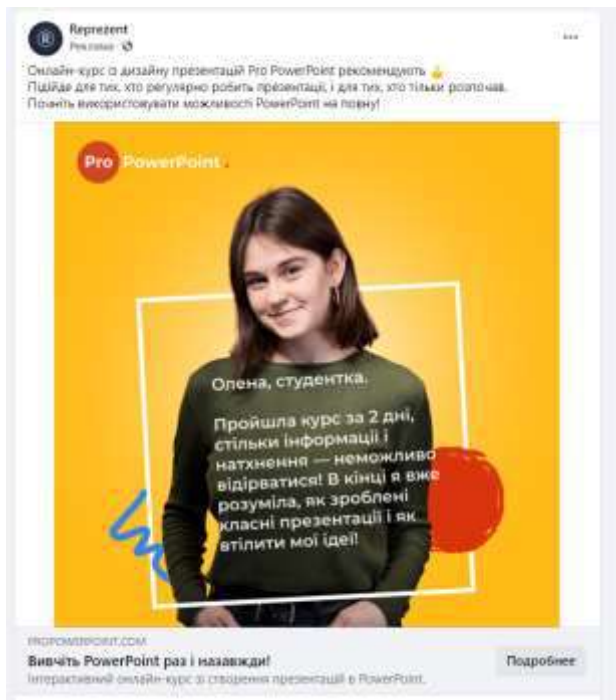 Reprezent
Реклама
Онлайн-курс із дизайну презентацій Pro PowerPoint рекомендують 👍
Підійде для тих, хто регулярно робить презентації, і для тих, хто тільки розпочав.
Почніть використовувати можливості PowerPoint на повну!
Pro PowerPoint.
Олена, студентка.
Пройшла курс за 2 дні,
стільки інформації і
натхнення — неможливо
відірватися! В кінці я вже
розуміла, як зроблені
класні презентації і як
втілити мої ідеї!
PROPOWERPOINT.COM
Вивчіть PowerPoint раз і назавжди!
Інтерактивний онлайн-курс зі створення презентацій в PowerPoint.
Подробнее